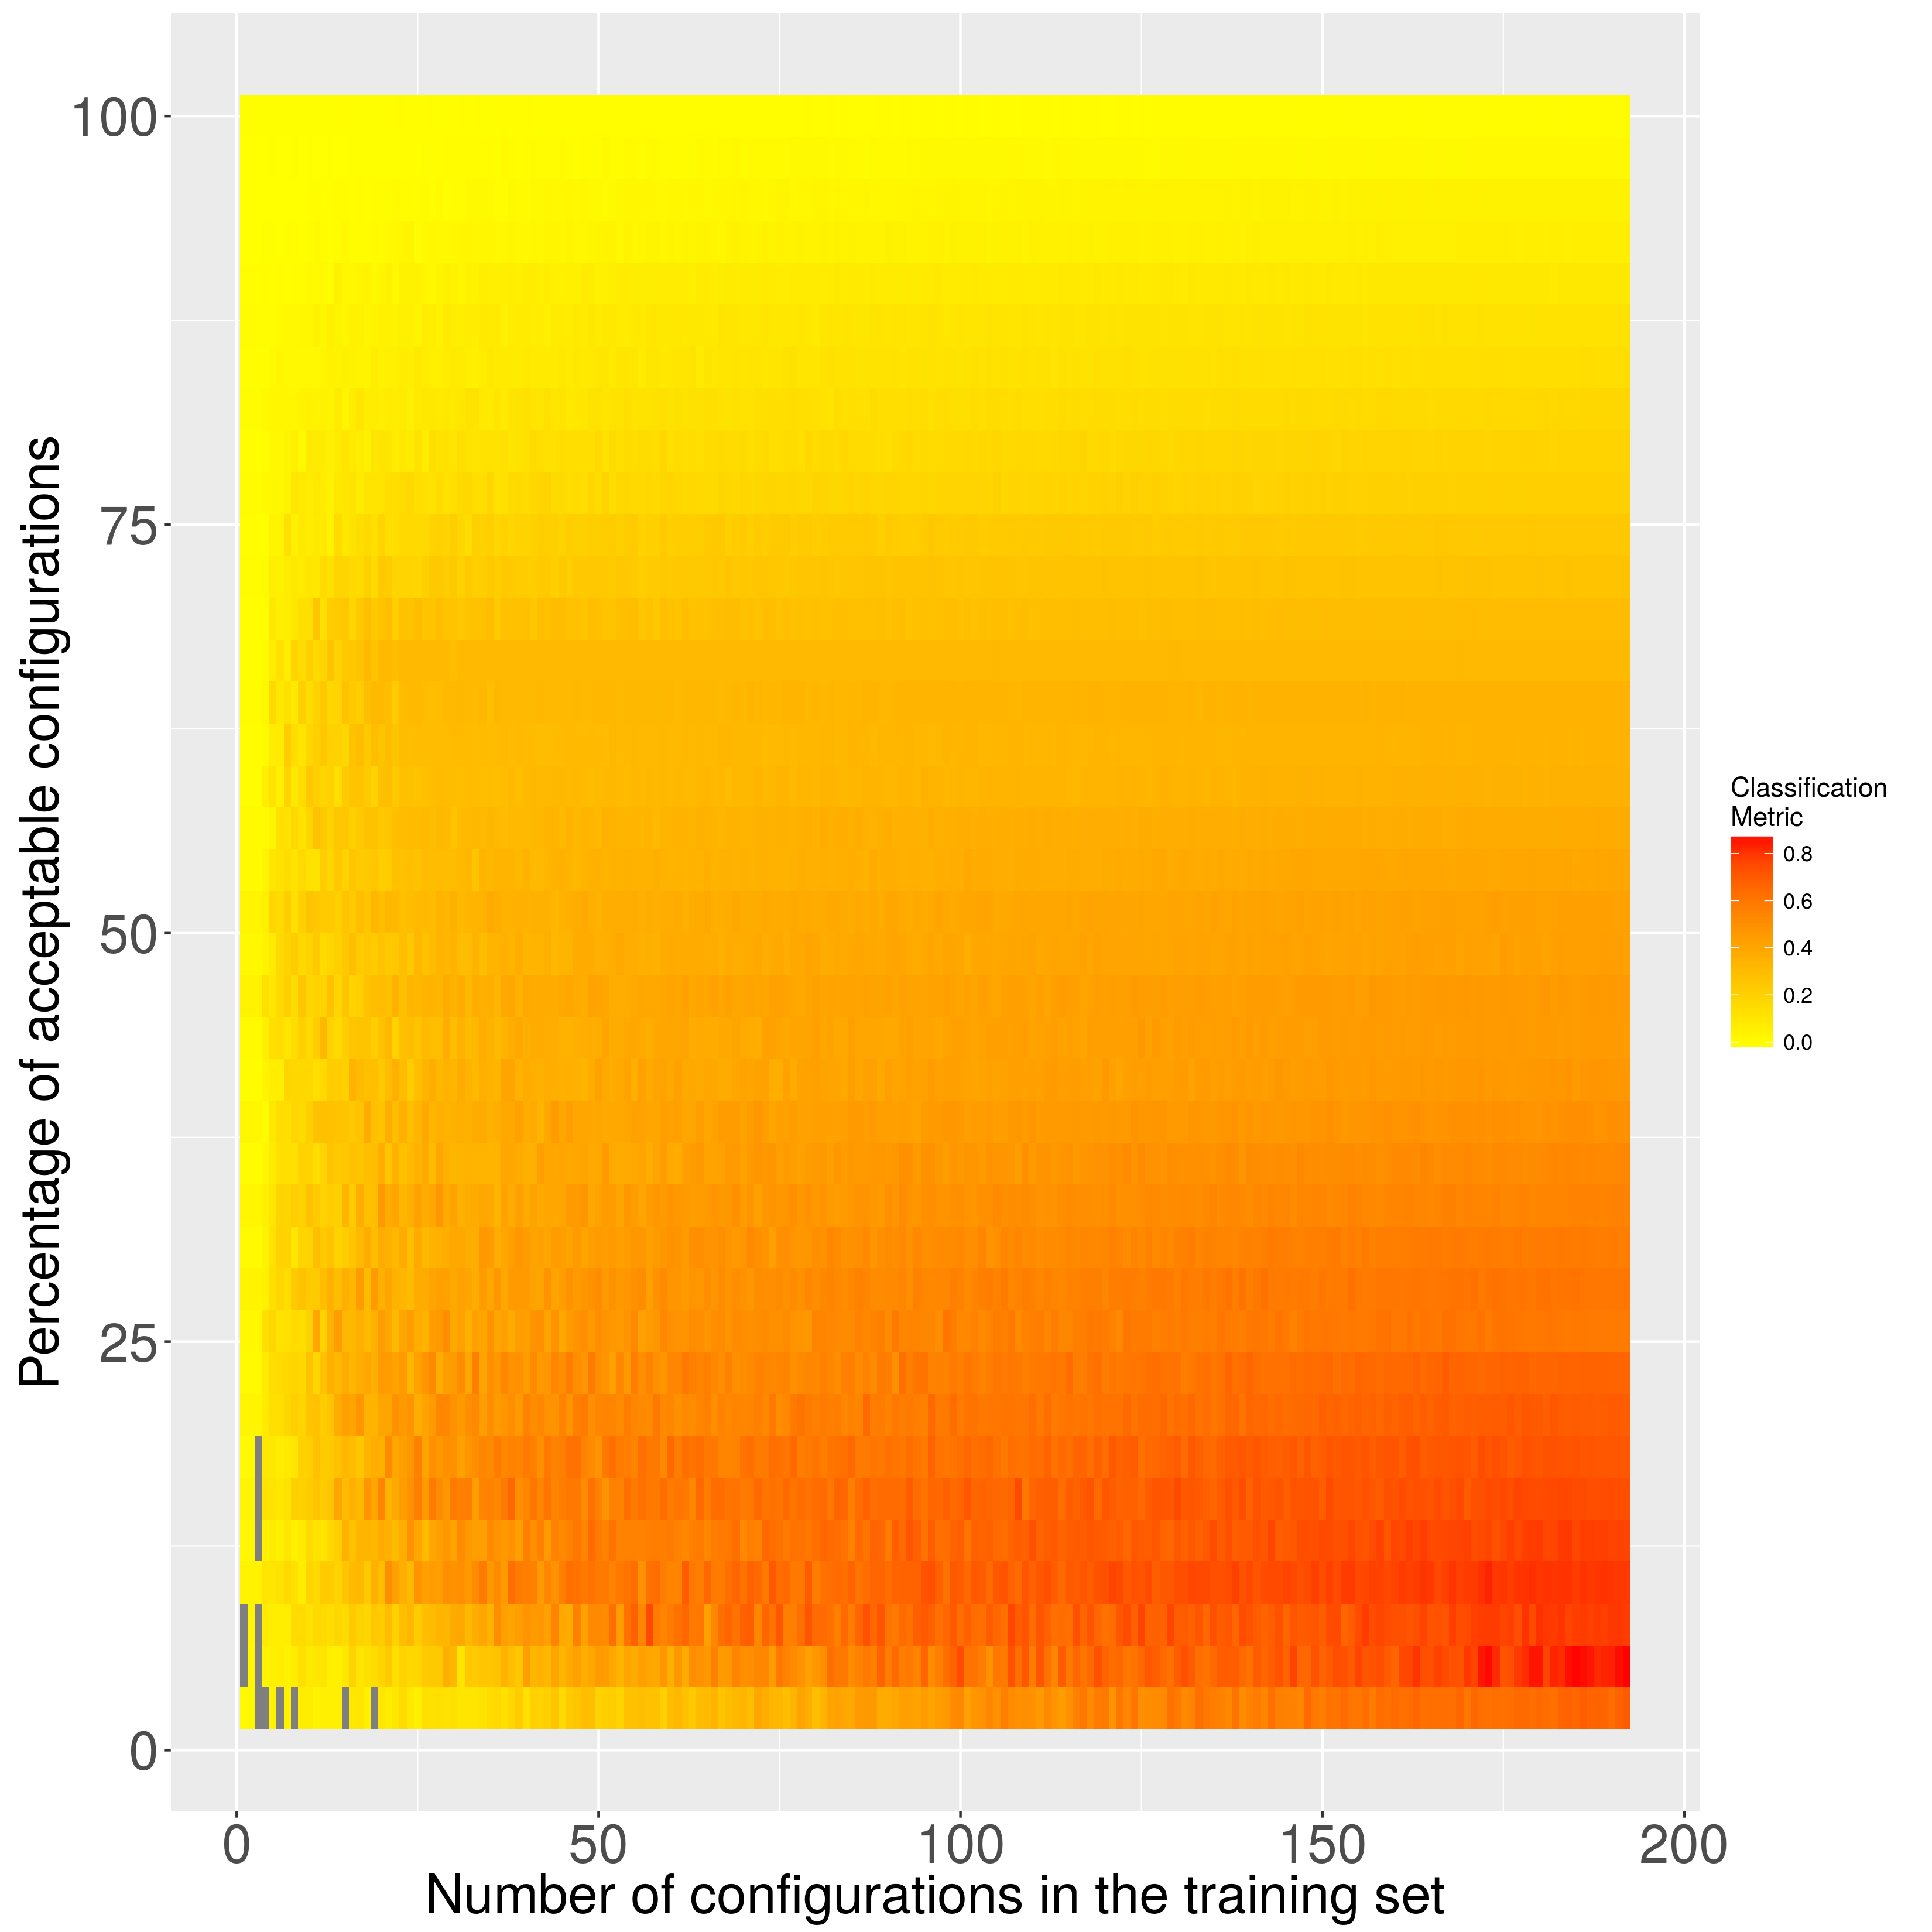 100
75
50
25
0
Percentage of acceptable configurations
0 50 100 150 200
Number of configurations in the training set
Classification
Metric
0.8
0.6
0.4
0.2
0.0